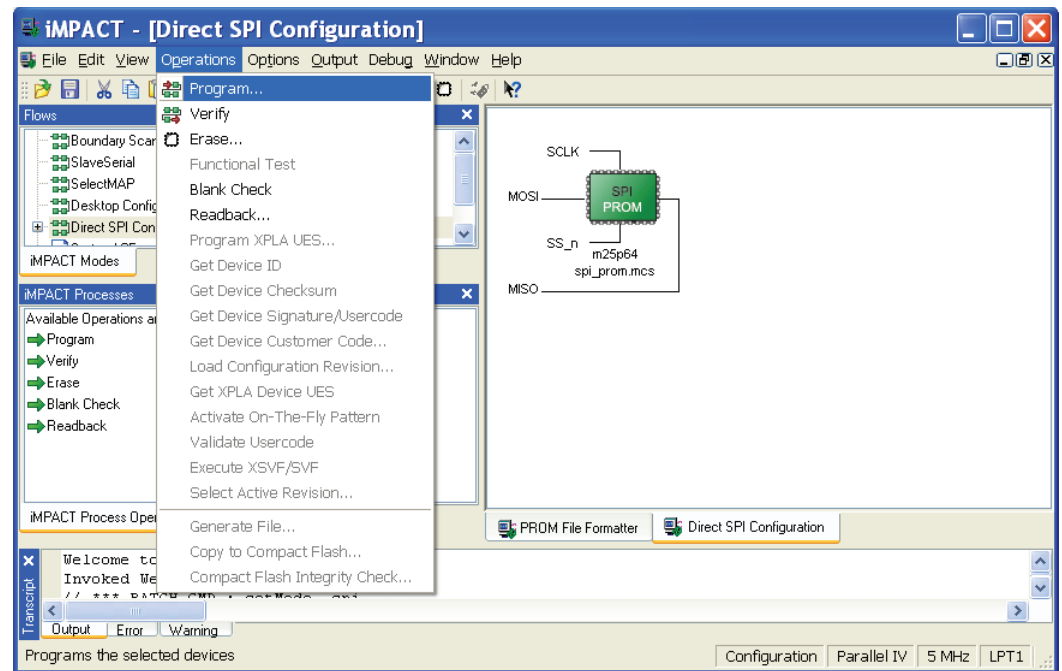 iMPACT - [Direct SPI Configuration]
File Edit View Operations Options Output Debug Window Help
Program...
Verify
Erase...
Functional Test
Blank Check
Readback...
Program XPLA UES...
Get Device ID
Get Device Checksum
Get Device Signature/Usercode
Get Device Customer Code...
Load Configuration Revision...
Get XPLA Device UES
Activate On-The-Fly Pattern
Validate Usercode
Execute XSVF/SVF
Select Active Revision...
Generate File...
Copy to Compact Flash...
Compact Flash Integrity Check...
Flows
Boundary Scar
SlaveSerial
SelectMAP
Desktop Config
Direct SPI Con
iMPACT Modes
iMPACT Processes
Available Operations a
Program
Verify
Erase
Blank Check
Readback
iMPACT Process Oper
SCLK
MOSI
SPI
PROM
SS_n
m25p64
spi_prom.mcs
MISO
PROM File Formatter
Direct SPI Configuration
Transcript
Welcome to
Invoked We
// *** BATCH CMD : setMode -spi
Output Error Warning
Programs the selected devices
Configuration Parallel IV 5 MHz LPT1